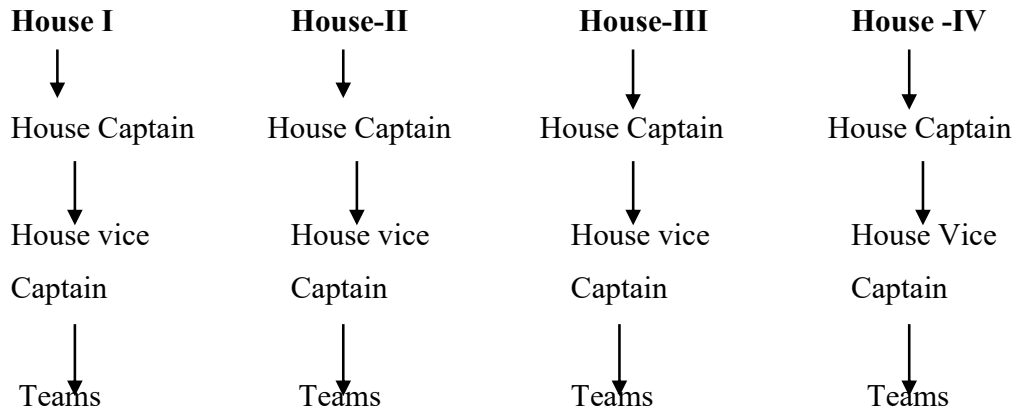 House I House-II House-III House -IV
House Captain House Captain House Captain House Captain
House vice House vice House vice House Vice
Captain Captain Captain Captain
Teams Teams Teams Teams